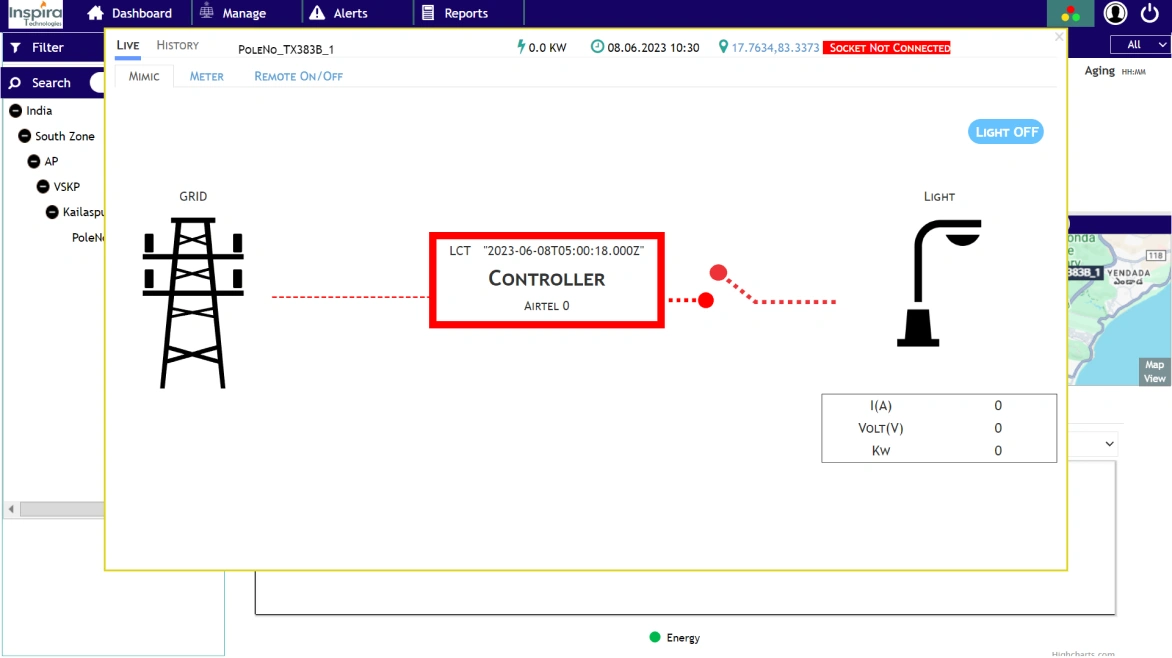 Inspira
Technologies
Dashboard
Manage
Alerts
Reports
Filter
All
Search
Aging HH:MM
India
South Zone
AP
VSKP
Kailaspu
PoleN
Live
History
PoleNo_TX383B_1
0.0 KW
08.06.2023 10:30
17.7634,83.3373
Socket Not Connected
Mimic
Meter
Remote On/Off
Light OFF
GRID
LCT "2023-06-08T05:00:18.000Z"
Controller
Airtel 0
Light
I(A) 0
Volt(V) 0
Kw 0
onda
118
383B_1
YENDADA
Map
View
Energy
Highcharts.com